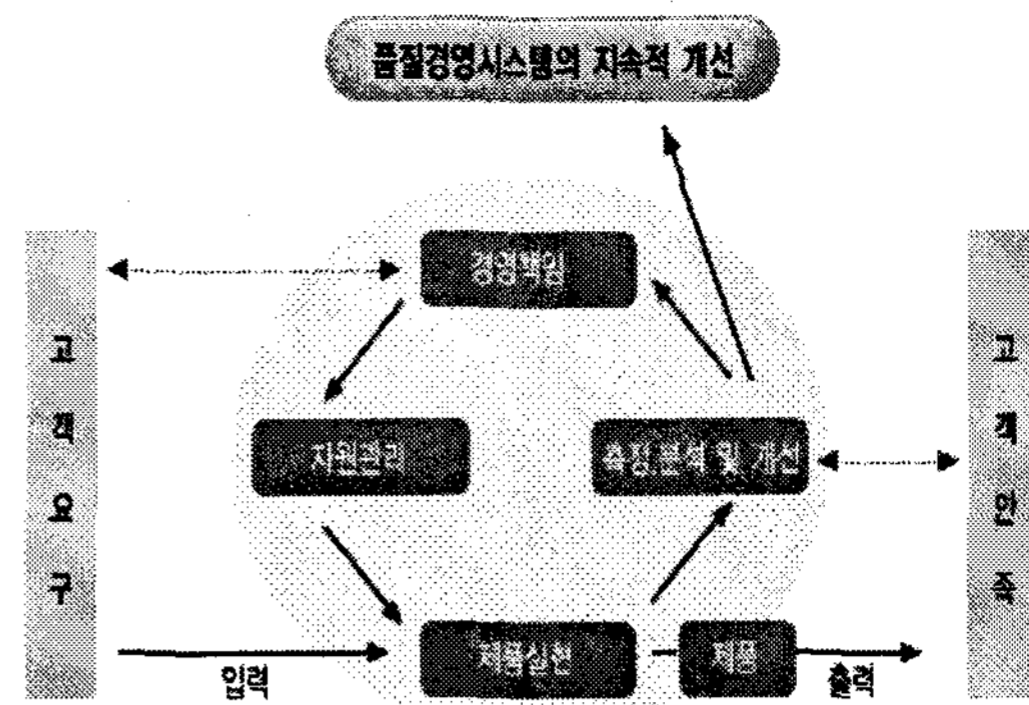 품질경영시스템의 지속적 개선
경영책임
고객요구
자원관리
측정분석 및 개선
고객만족
제품실현
제품
입력
출력